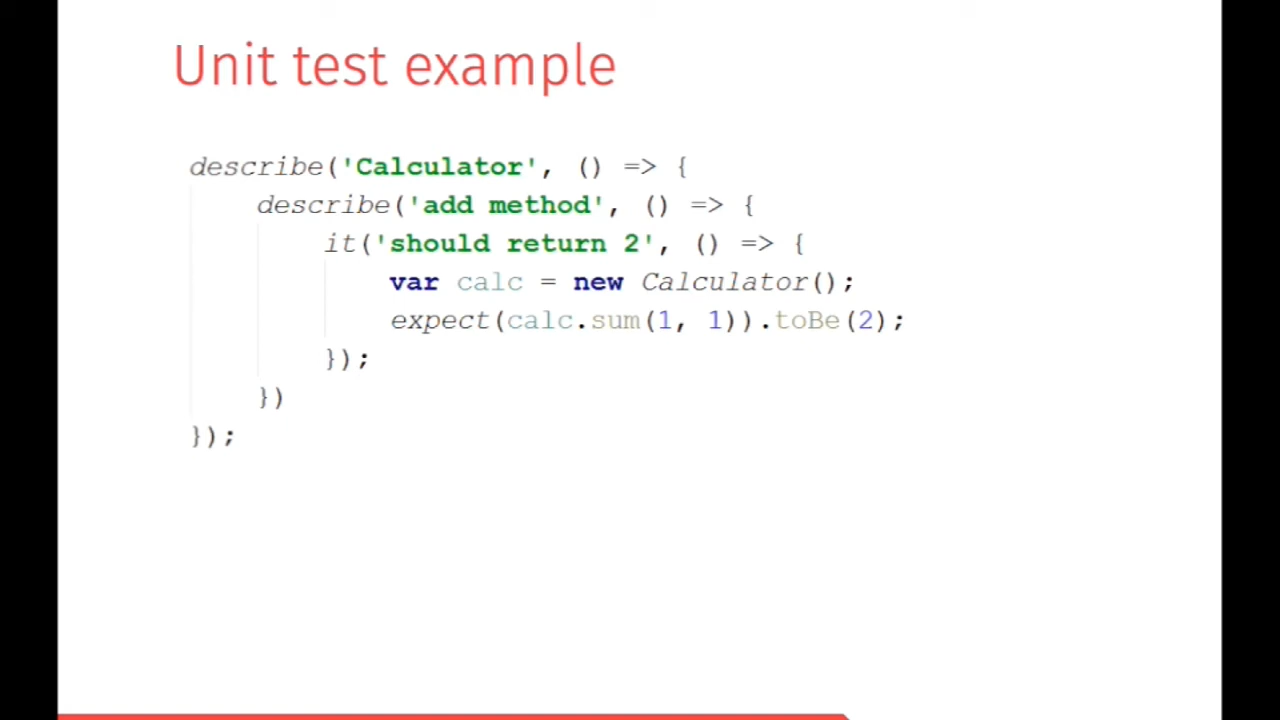 Unit test example
describe('Calculator', () => {
describe('add method', () => {
it('should return 2', () => {
var calc = new Calculator();
expect(calc.sum(1, 1)).toBe(2);
});
})
});